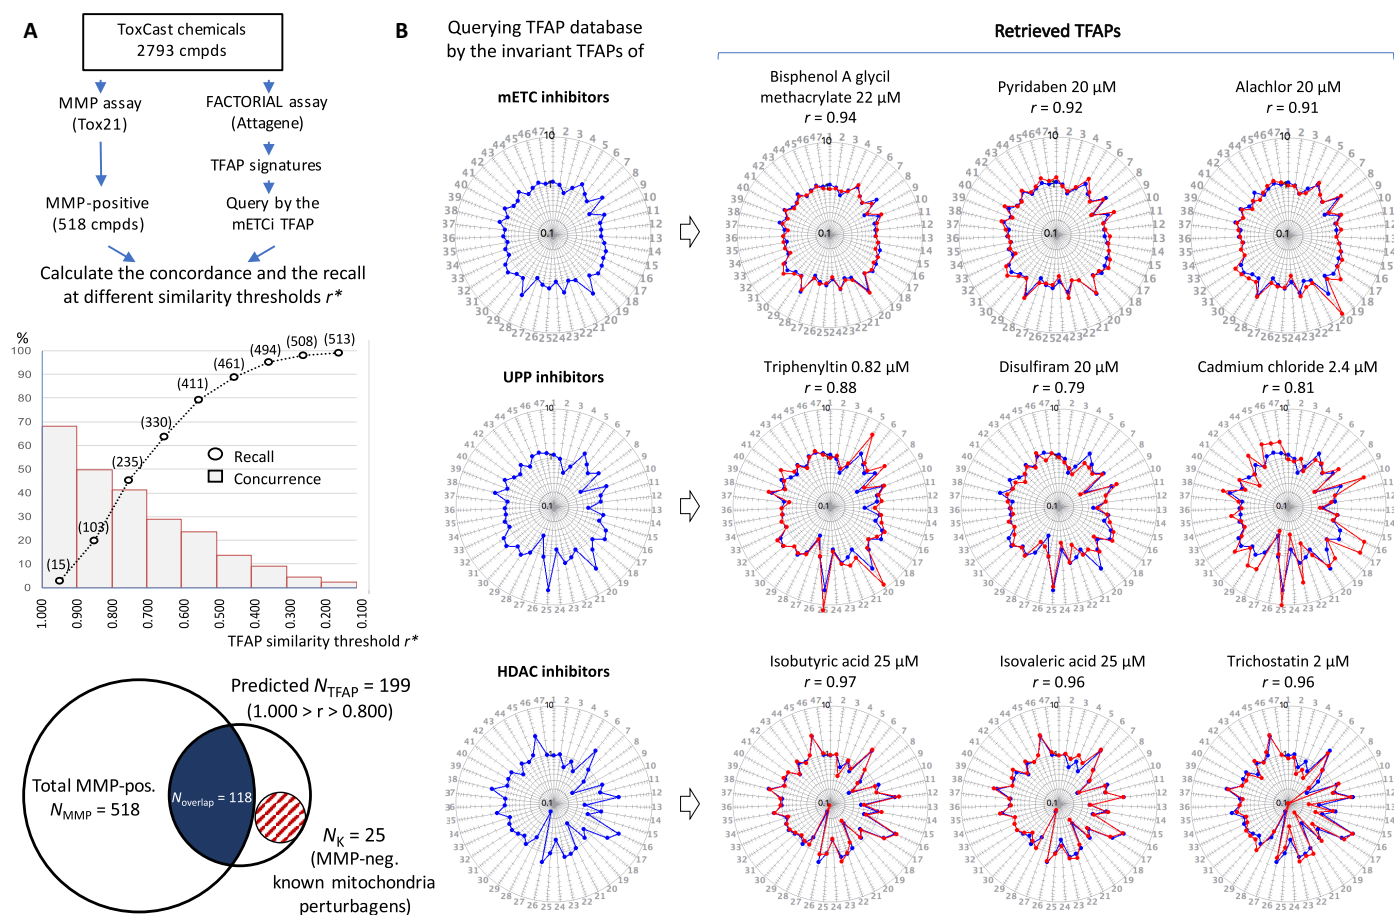 A
ToxCast chemicals
2793 cmpds
MMP assay
(Tox21)
FACTORIAL assay
(Attagene)
TFAP signatures
MMP-positive
(518 cmpds)
Query by the
mETCi TFAP
Calculate the concordance and the recall
at different similarity thresholds r*
%
100
90
80
70
60
50
40
30
20
10
0
(15)
(103)
(235)
(330)
(411)
(461)
(494)
(508)
(513)
Recall
Concurrence
1.000
0.900
0.800
0.700
0.600
0.500
0.400
0.300
0.200
0.100
TFAP similarity threshold r*
Predicted NTFAP = 199
(1.000 > r > 0.800)
Total MMP-pos.
NMMP = 518
Noverlap = 118
NK = 25
(MMP-neg.
known mitochondria
perturbagens)
B
Querying TFAP database
by the invariant TFAPs of
Retrieved TFAPs
mETC inhibitors
Bisphenol A glycil
methacrylate 22 µM
r = 0.94
Pyridaben 20 µM
r = 0.92
Alachlor 20 µM
r = 0.91
UPP inhibitors
Triphenyltin 0.82 µM
r = 0.88
Disulfiram 20 µM
r = 0.79
Cadmium chloride 2.4 µM
r = 0.81
HDAC inhibitors
Isobutyric acid 25 µM
r = 0.97
Isovaleric acid 25 µM
r = 0.96
Trichostatin 2 µM
r = 0.96